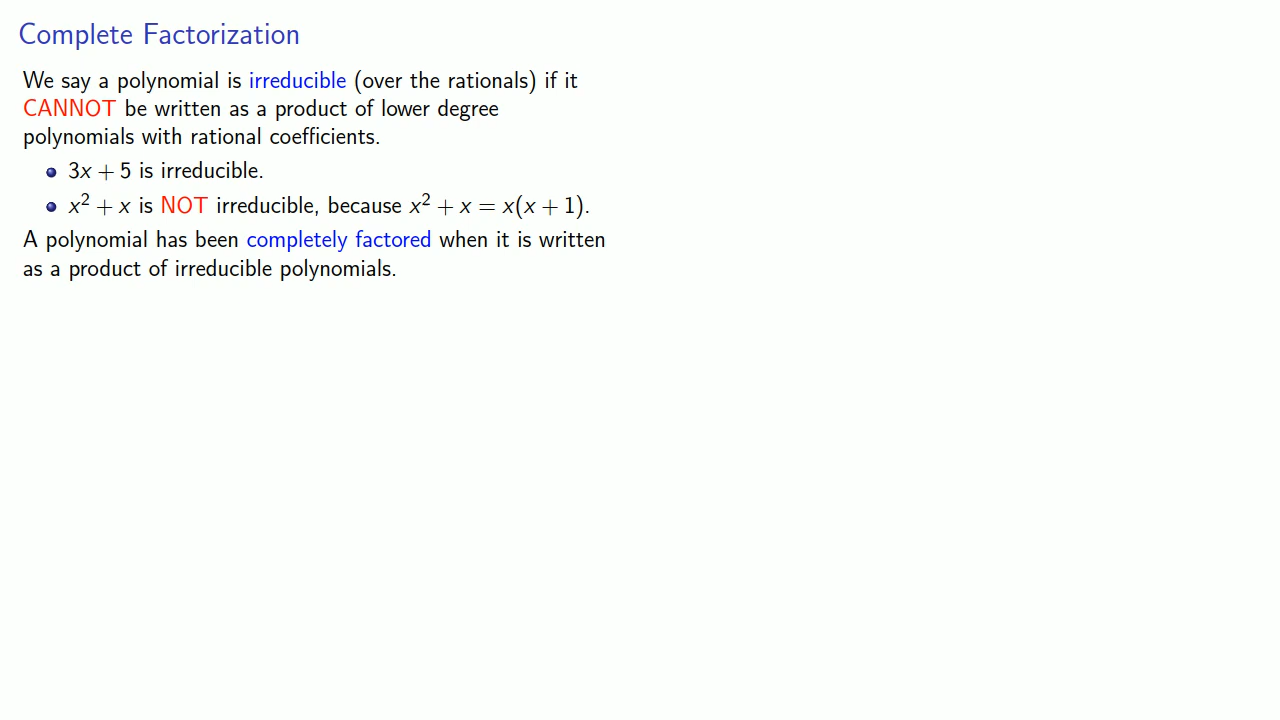 Complete Factorization
We say a polynomial is irreducible (over the rationals) if it
CANNOT be written as a product of lower degree
polynomials with rational coefficients.
3x + 5 is irreducible.
x² + x is NOT irreducible, because x² + x = x(x + 1).
A polynomial has been completely factored when it is written
as a product of irreducible polynomials.